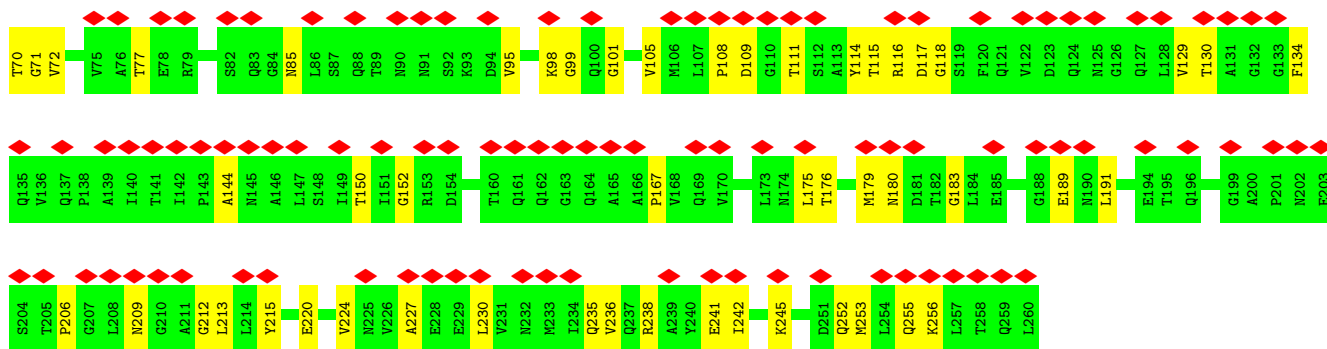 T70 G71 V72 V75 A76 T77 E78 R79 S82 Q83 G84 N85 L86 S87 Q88 T89 N90 N91 S92 K93 D94 V95 K98 G99 Q100 G101 V105 M106 L107 P108 D109 G110 T111 S112 A113 Y114 T115 R116 D117 G118 S119 F120 Q121 V122 D123 Q124 N125 G126 Q127 L128 V129 T130 A131 G132 G133 F134
Q135 V136 Q137 P138 A139 I140 T141 I142 P143 A144 N145 A146 L147 S148 I149 T150 I151 G152 R153 D154 T160 Q161 Q162 G163 Q164 A165 A166 P167 V168 Q169 V170 L173 N174 L175 T176 M179 N180 D181 T182 G183 L184 E185 G188 E189 N190 L191 E194 T195 Q196 G199 A200 P201 N202 F203
S204 T205 P206 G207 L208 N209 G210 A211 G212 L213 L214 Y215 E220 V224 N225 V226 A227 E228 E229 L230 V231 N232 M233 I234 Q235 V236 Q237 R238 A239 Y240 E241 I242 K245 D251 Q252 M253 L254 Q255 K256 L257 T258 Q259 L260